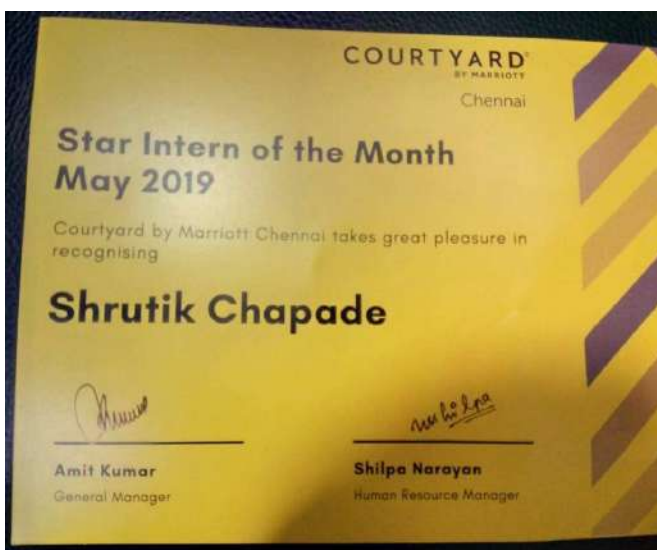 COURTYARD®
BY MARRIOTT
Chennai
Star Intern of the Month
May 2019
Courtyard by Marriott Chennai takes great pleasure in
recognising
Shrutik Chapade
Amit Kumar
Shilpa Narayan
General Manager
Human Resource Manager